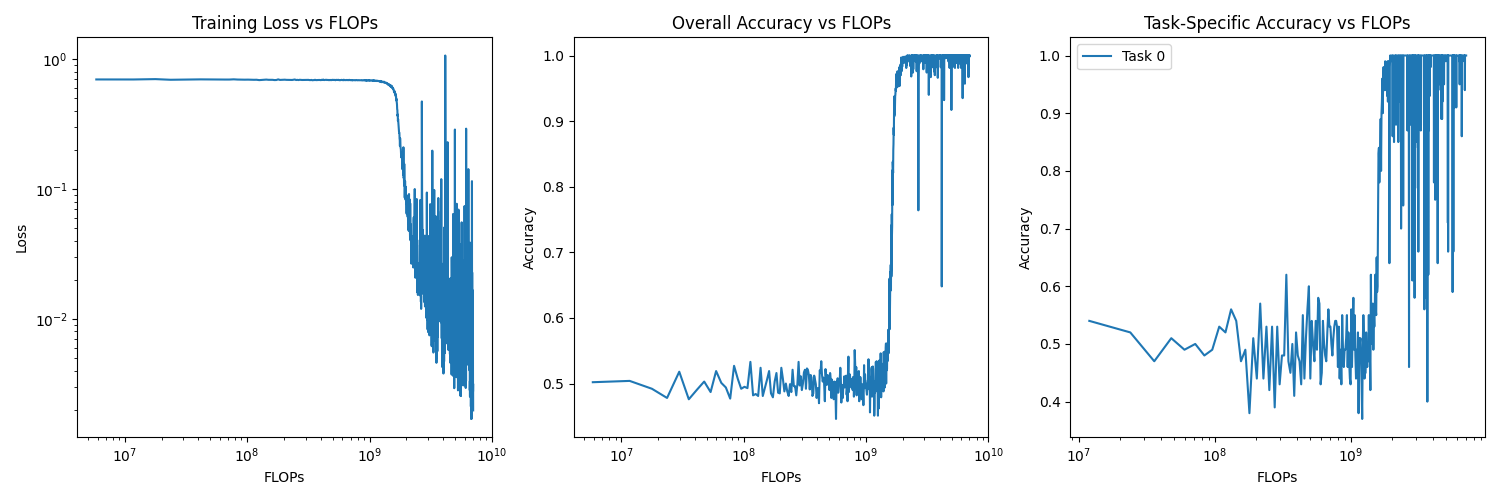 Training Loss vs FLOPs
Loss
10⁰
10⁻¹
10⁻²
10⁷
10⁸
10⁹
10¹⁰
FLOPs
Overall Accuracy vs FLOPs
Accuracy
1.0
0.9
0.8
0.7
0.6
0.5
10⁷
10⁸
10⁹
10¹⁰
FLOPs
Task-Specific Accuracy vs FLOPs
Task 0
Accuracy
1.0
0.9
0.8
0.7
0.6
0.5
0.4
10⁷
10⁸
10⁹
FLOPs